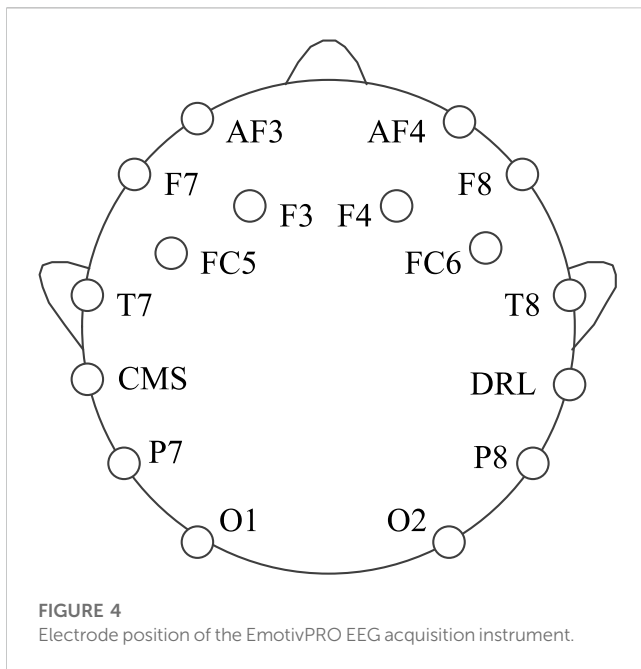 AF3 AF4
F7 F8
F3 F4
FC5 FC6
T7 T8
CMS DRL
P7 P8
O1 O2
FIGURE 4
Electrode position of the EmotivPRO EEG acquisition instrument.